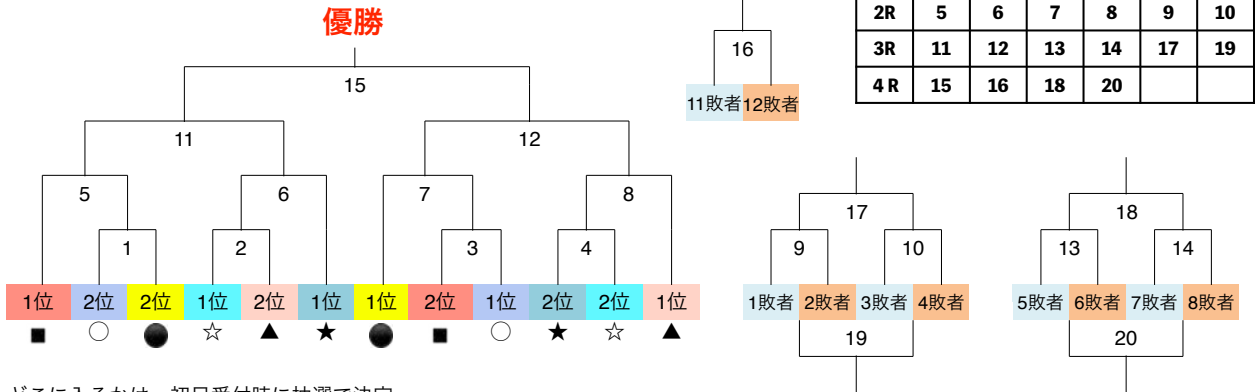 優勝
15
11
12
5
6
7
8
1
2
3
4
1位 2位 2位 1位 2位 1位 1位 2位 1位 2位 2位 1位
■ ○ ● ☆ ▲ ★ ● ■ ○ ★ ☆ ▲
16
11敗者 12敗者
2R 5 6 7 8 9 10
3R 11 12 13 14 17 19
4 R 15 16 18 20
17
9 10
1敗者 2敗者 3敗者 4敗者
19
18
13 14
5敗者 6敗者 7敗者 8敗者
20